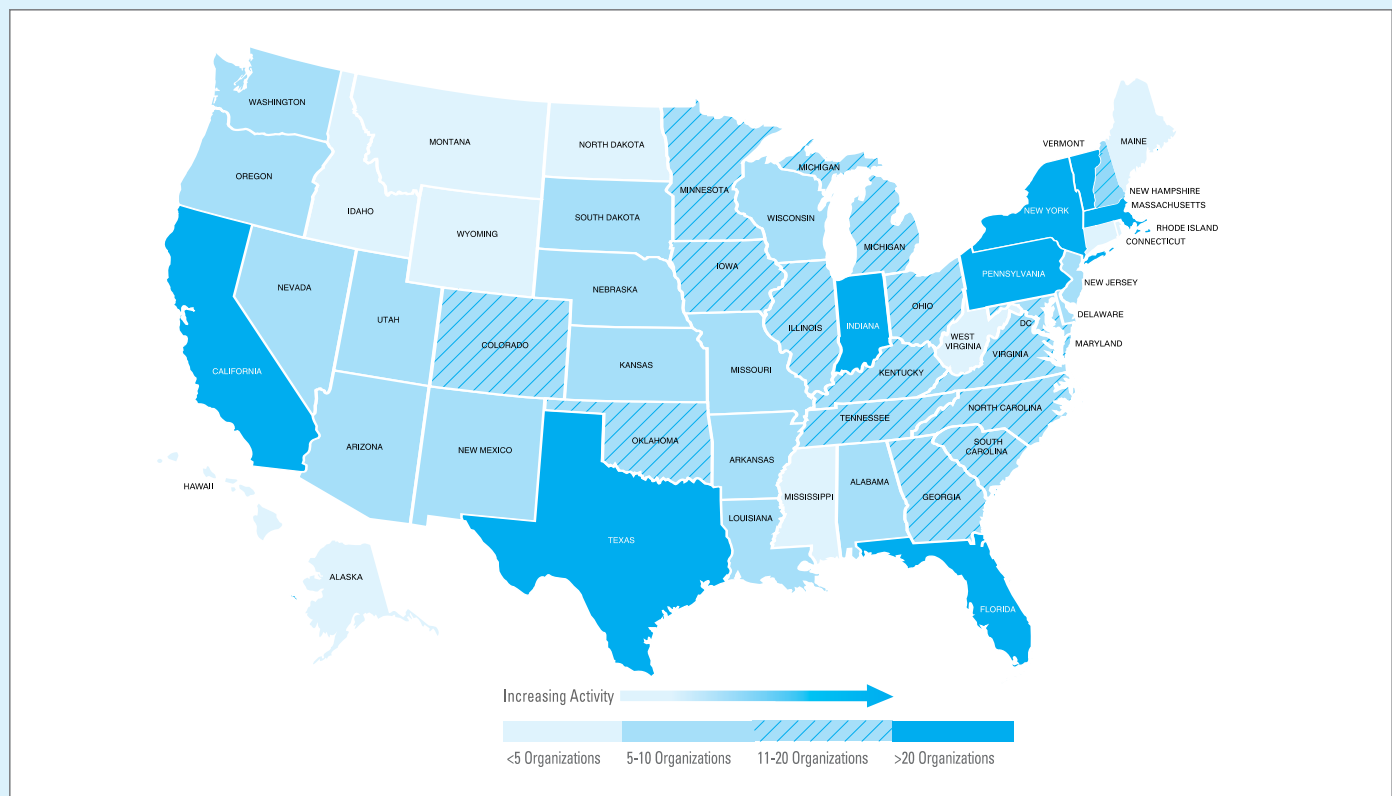 WASHINGTON
MONTANA
NORTH DAKOTA
MICHIGAN
VERMONT
MAINE
OREGON
IDAHO
MINNESOTA
NEW HAMPSHIRE
MASSACHUSETTS
NEW YORK
SOUTH DAKOTA
WISCONSIN
RHODE ISLAND
WYOMING
MICHIGAN
CONNECTICUT
IOWA
PENNSYLVANIA
NEVADA
NEBRASKA
NEW JERSEY
UTAH
ILLINOIS
INDIANA
OHIO
DELAWARE
DC
COLORADO
WEST
VIRGINIA
MARYLAND
VIRGINIA
CALIFORNIA
KANSAS
MISSOURI
KENTUCKY
NORTH CAROLINA
TENNESSEE
ARIZONA
NEW MEXICO
OKLAHOMA
ARKANSAS
SOUTH
CAROLINA
HAWAII
MISSISSIPPI
ALABAMA
GEORGIA
LOUISIANA
TEXAS
ALASKA
FLORIDA
Increasing Activity
<5 Organizations
5-10 Organizations
11-20 Organizations
>20 Organizations